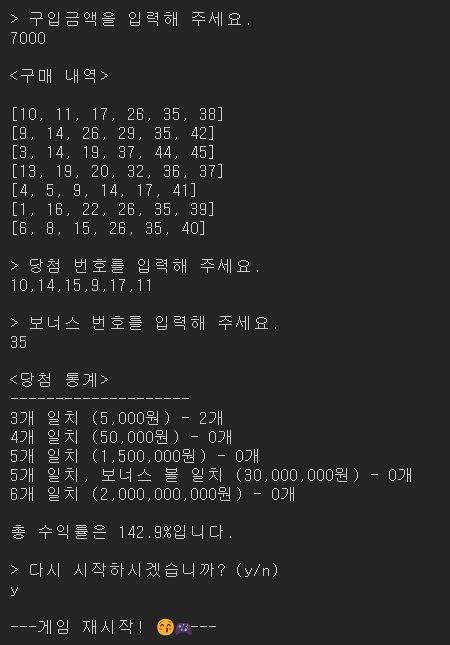 > 구입금액을 입력해 주세요.
7000
<구매 내역>
[10, 11, 17, 26, 35, 38]
[9, 14, 26, 29, 35, 42]
[3, 14, 19, 37, 44, 45]
[13, 19, 20, 32, 36, 37]
[4, 5, 9, 14, 17, 41]
[1, 16, 22, 26, 35, 39]
[6, 8, 15, 26, 35, 40]
> 당첨 번호를 입력해 주세요.
10,14,15,9,17,11
> 보너스 번호를 입력해 주세요.
35
<당첨 통계>
--------------------
3개 일치 (5,000원) - 2개
4개 일치 (50,000원) - 0개
5개 일치 (1,500,000원) - 0개
5개 일치, 보너스 볼 일치 (30,000,000원) - 0개
6개 일치 (2,000,000,000원) - 0개
총 수익률은 142.9%입니다.
> 다시 시작하시겠습니까? (y/n)
y
---게임 재시작! 😚🎮---